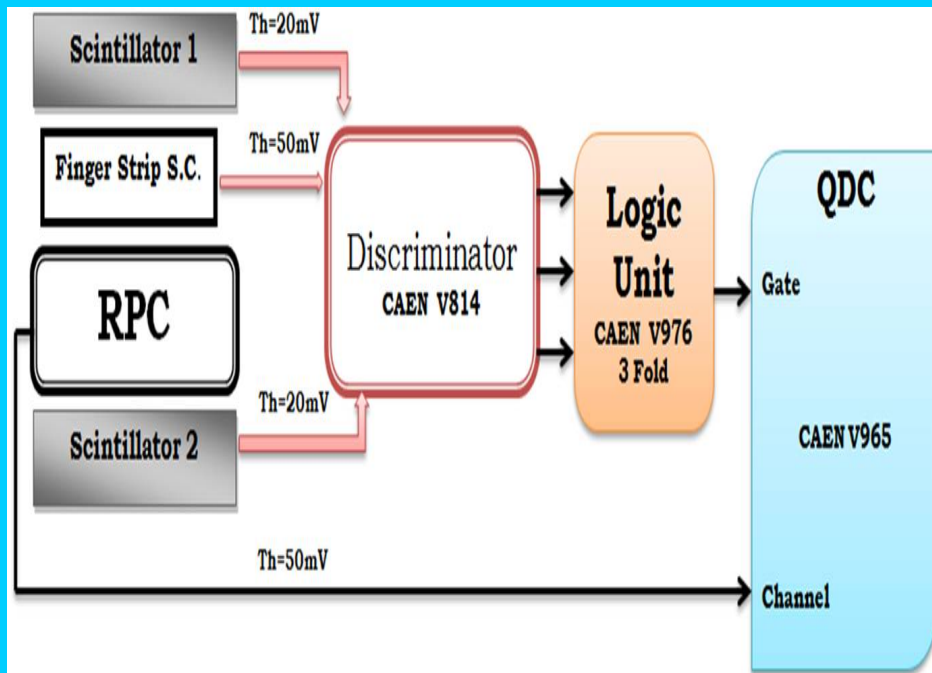 Th=20mV
Scintillator 1
Th=50mV
Finger Strip S.C.
RPC
Th=20mV
Scintillator 2
Th=50mV
Discriminator
CAEN V814
Logic
Unit
CAEN V976
3 Fold
QDC
Gate
CAEN V965
Channel